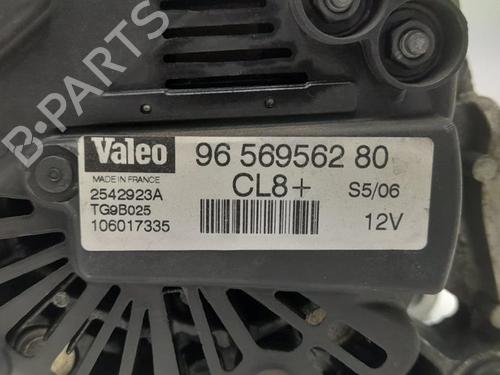 B-PARTS
Valeo 96 569562 80
MADE IN FRANCE CL8+ S5/06
2542923A
TG9B025 12V
106017335